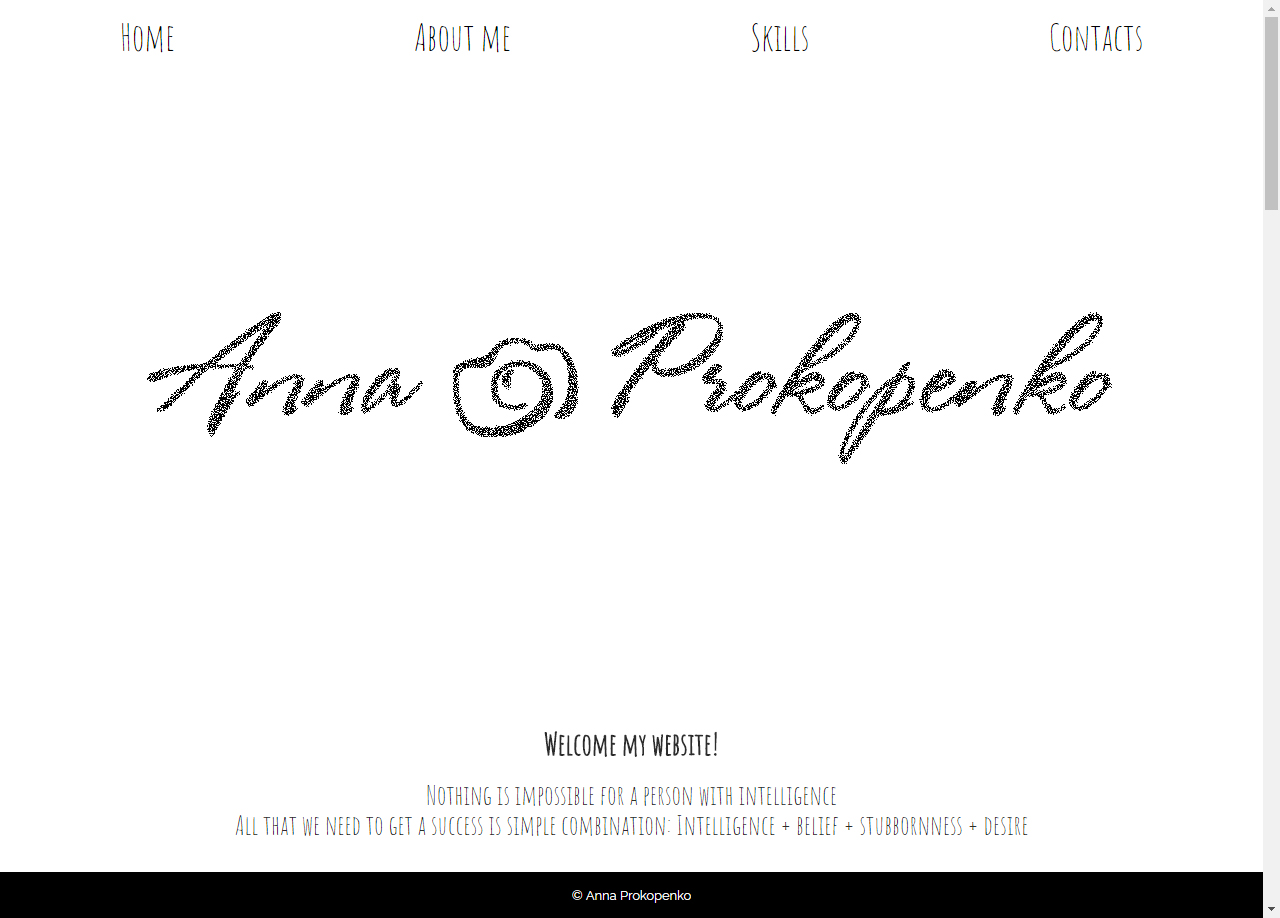 Home
About me
Skills
Contacts
Anna Prokopenko
Welcome my website!
Nothing is impossible for a person with intelligence
All that we need to get a success is simple combination: Intelligence + belief + stubbornness + desire
© Anna Prokopenko